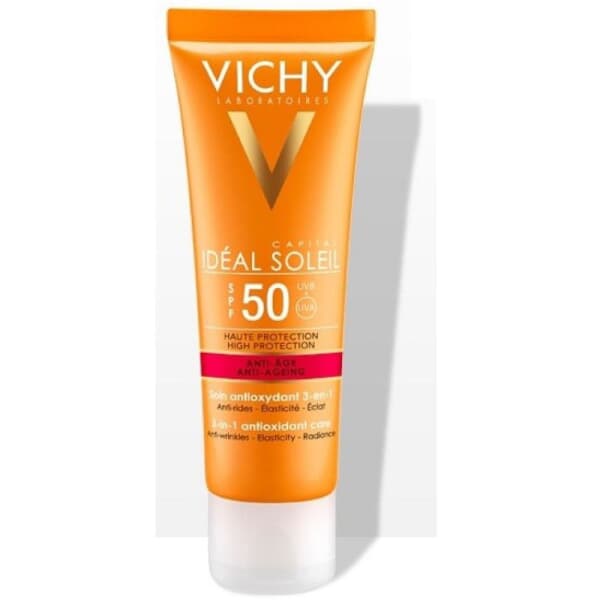 VICHY
LABORATOIRES
V
CAPITAL
IDÉAL SOLEIL
SPF 50 UVB + UVA
HAUTE PROTECTION
HIGH PROTECTION
ANTI-ÂGE
ANTI-AGEING
Soin antioxydant 3-en-1
Anti-rides - Élasticité - Éclat
3-in-1 antioxidant care
Anti-wrinkles - Elasticity - Radiance